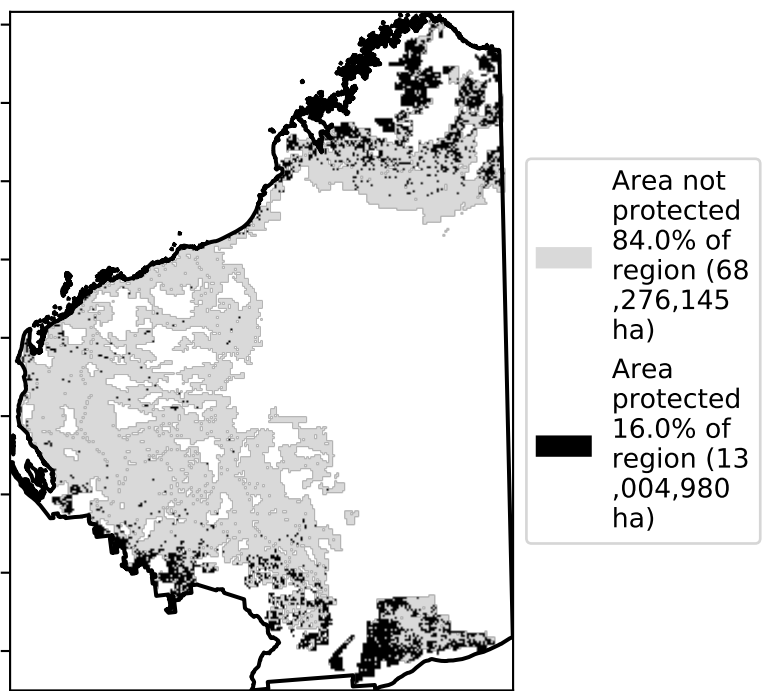 Area not
protected
84.0% of
region (68
,276,145
ha)
Area
protected
16.0% of
region (13
,004,980
ha)